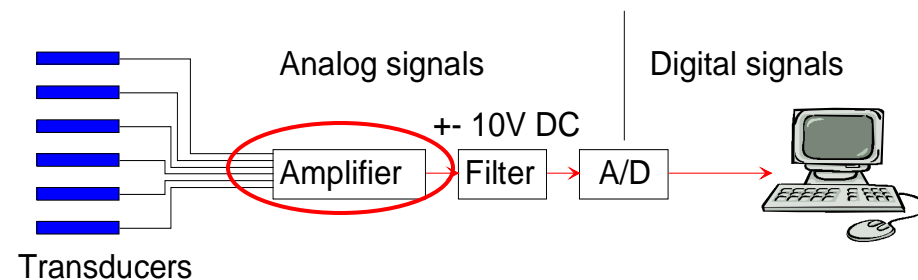 Analog signals
Digital signals
+- 10V DC
Amplifier
Filter
A/D
Transducers